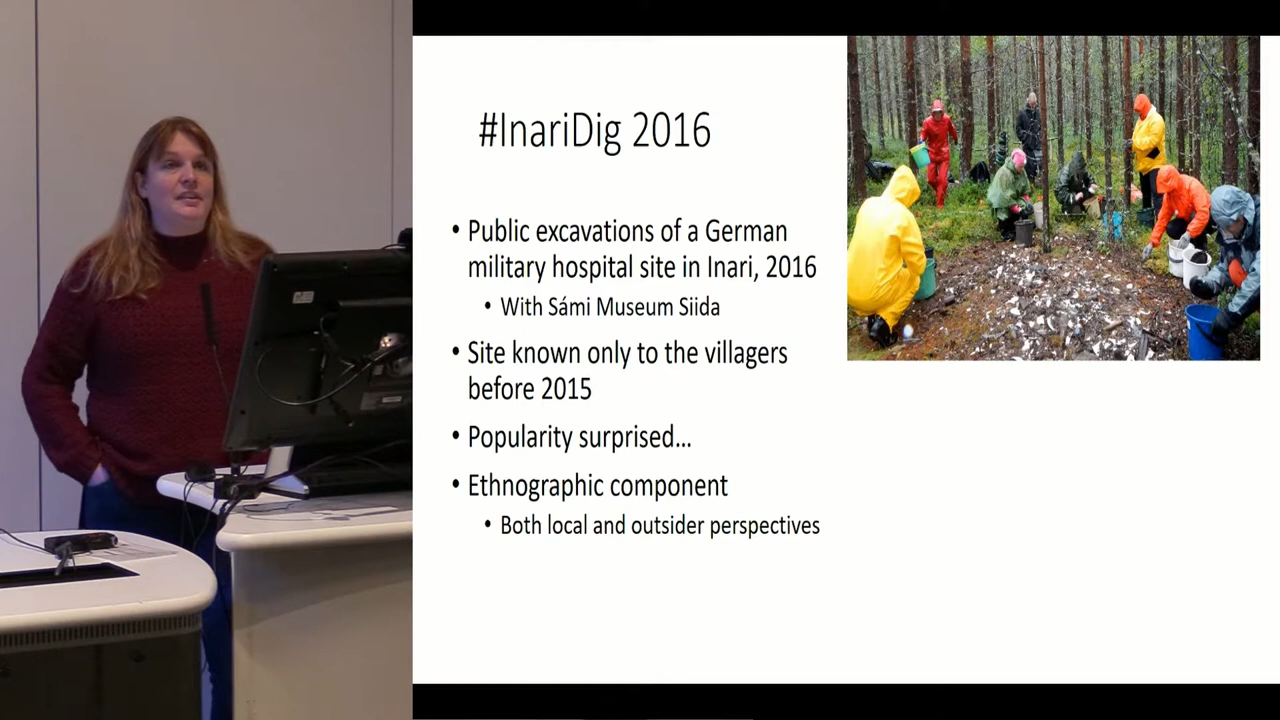 #InariDig 2016
• Public excavations of a German
military hospital site in Inari, 2016
• With Sámi Museum Siida
• Site known only to the villagers
before 2015
• Popularity surprised…
• Ethnographic component
• Both local and outsider perspectives